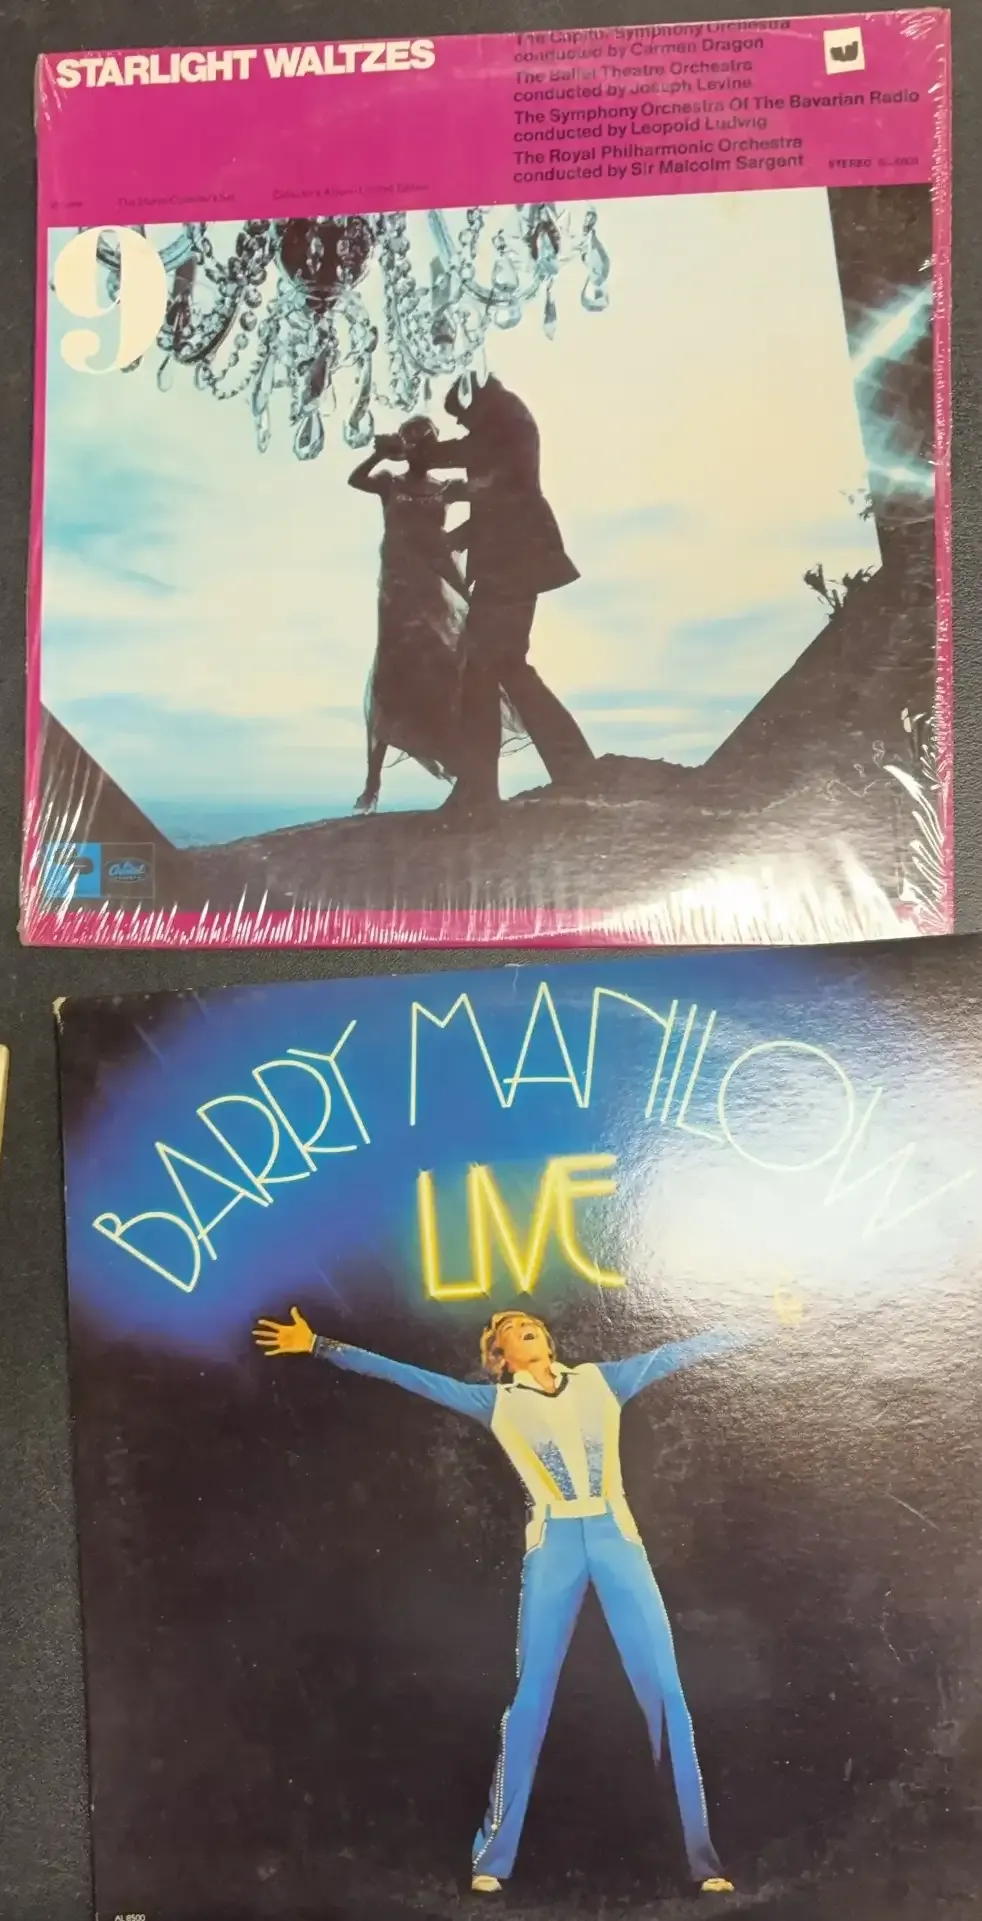 STARLIGHT WALTZES
The Capitol Symphony Orchestra
conducted by Carmen Dragon
The Ballet Theatre Orchestra
conducted by Joseph Levine
The Symphony Orchestra Of The Bavarian Radio
conducted by Leopold Ludwig
The Royal Philharmonic Orchestra
conducted by Sir Malcolm Sargent
STEREO
9
Capitol
BARRY MANILOW
LIVE
AL 8500